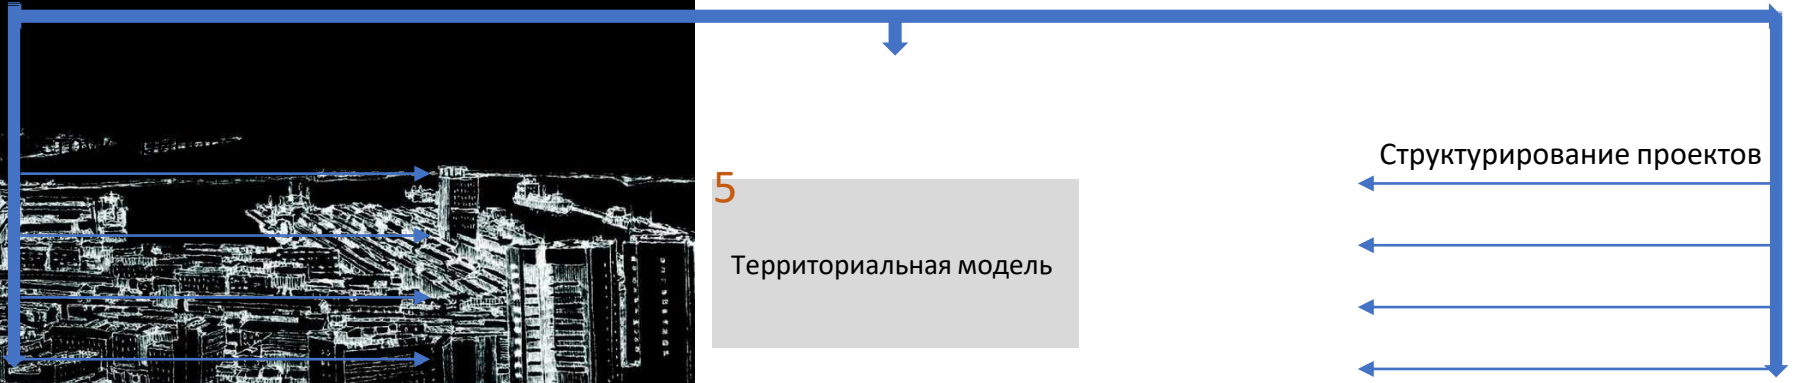 Структурирование проектов
5
Территориальная модель